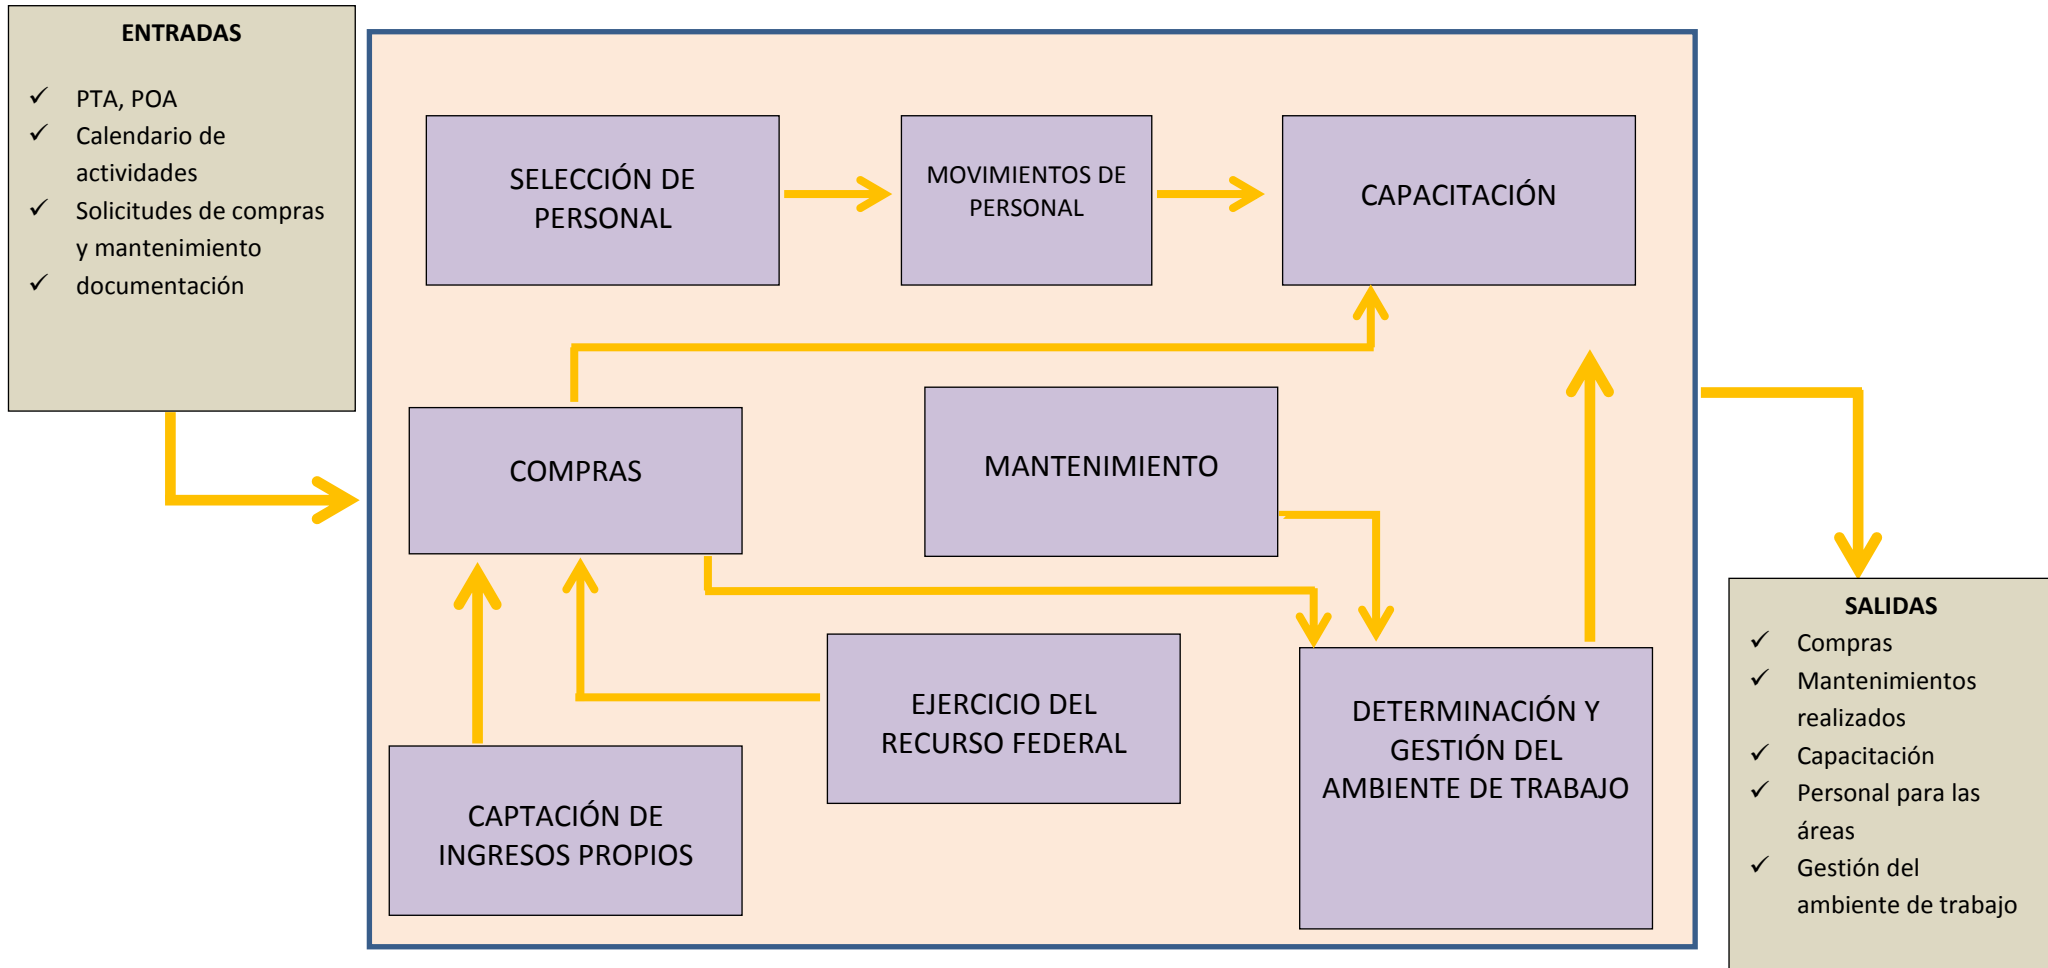 ENTRADAS
PTA, POA
Calendario de
actividades
Solicitudes de compras
y mantenimiento
documentación
SELECCIÓN DE
PERSONAL
MOVIMIENTOS DE
PERSONAL
CAPACITACIÓN
COMPRAS
MANTENIMIENTO
EJERCICIO DEL
RECURSO FEDERAL
DETERMINACIÓN Y
GESTIÓN DEL
AMBIENTE DE TRABAJO
CAPTACIÓN DE
INGRESOS PROPIOS
SALIDAS
Compras
Mantenimientos
realizados
Capacitación
Personal para las
áreas
Gestión del
ambiente de trabajo